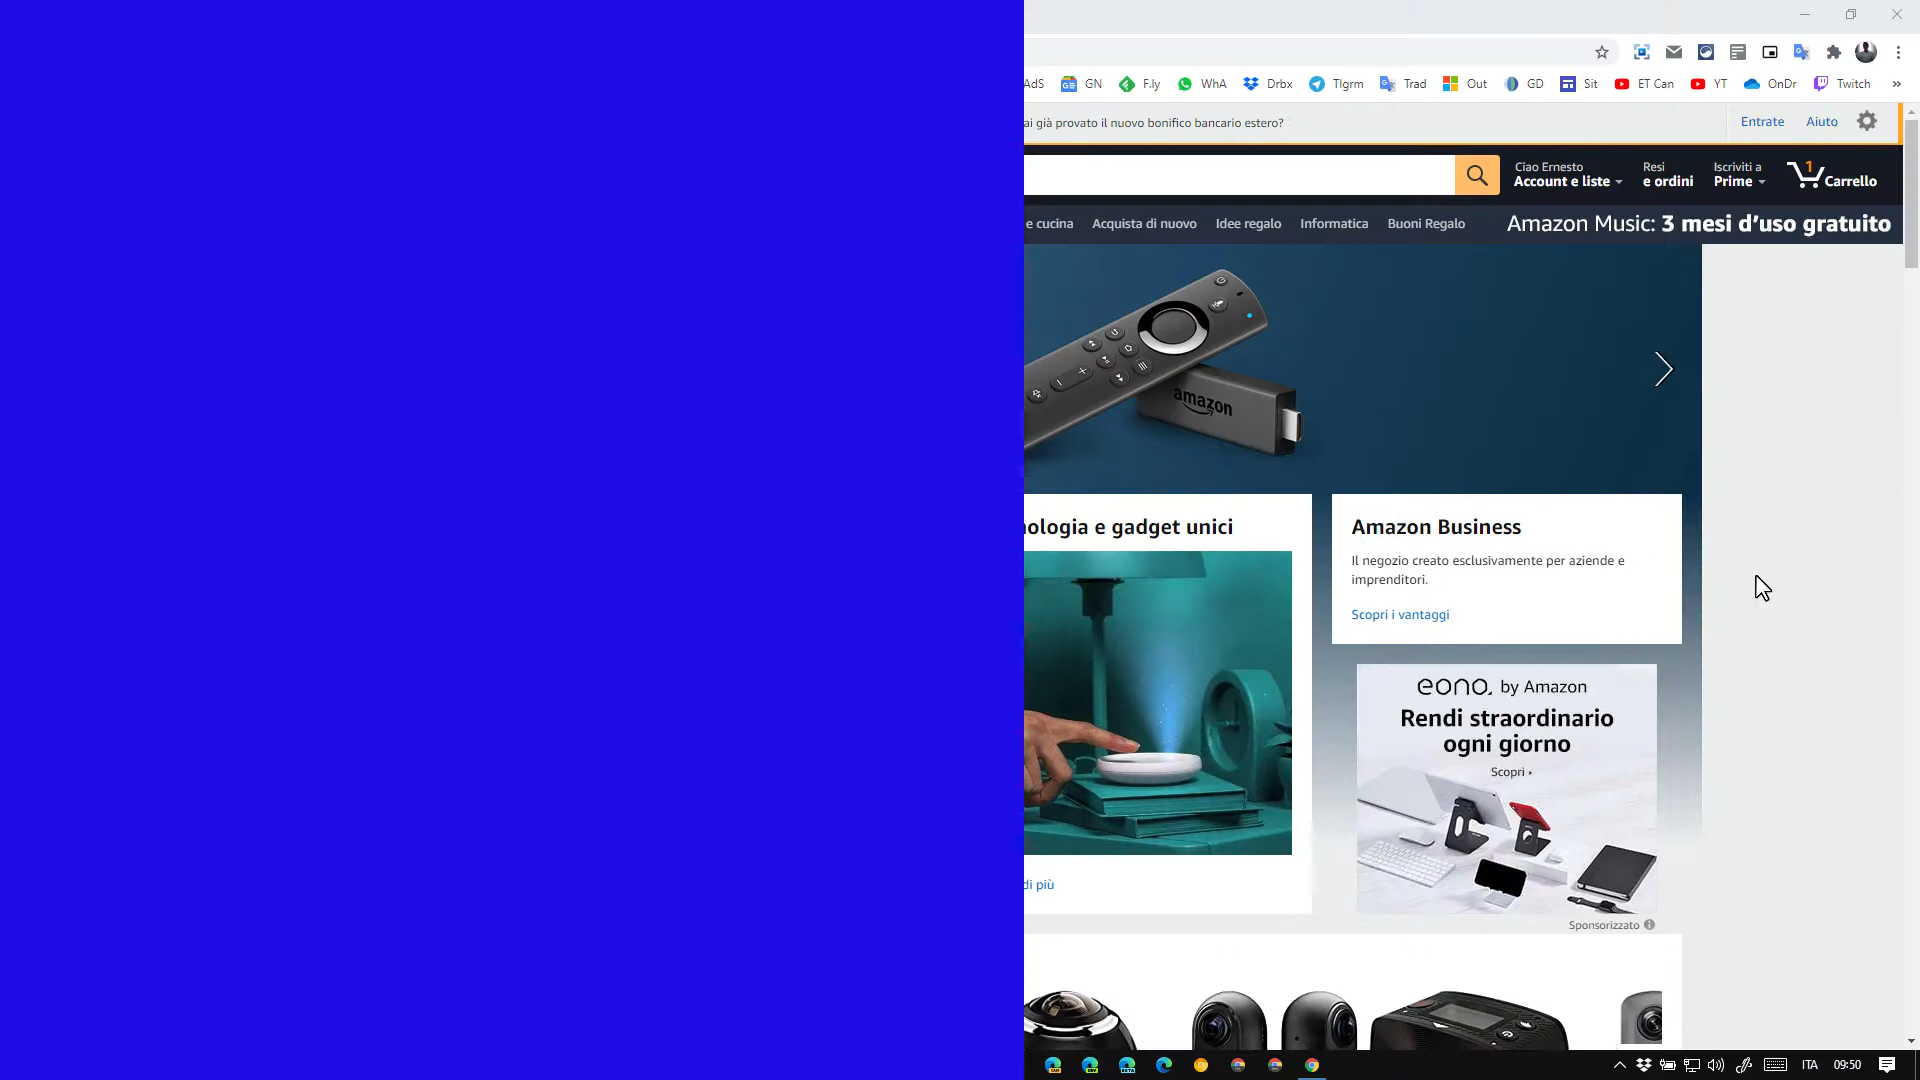 AdS GN F.ly WhA Drbx Tlgrm Trad Out GD Sit ET Can YT OnDr Twitch »
ai già provato il nuovo bonifico bancario estero? Entrate Aiuto
Ciao Ernesto
Account e liste
Resi
e ordini
Iscriviti a
Prime
1
Carrello
e cucina Acquista di nuovo Idee regalo Informatica Buoni Regalo
Amazon Music: 3 mesi d’uso gratuito
amazon
nologia e gadget unici
di più
Amazon Business
Il negozio creato esclusivamente per aziende e
imprenditori.
Scopri i vantaggi
eono. by Amazon
Rendi straordinario
ogni giorno
Scopri
Sponsorizzato
ITA 09:50